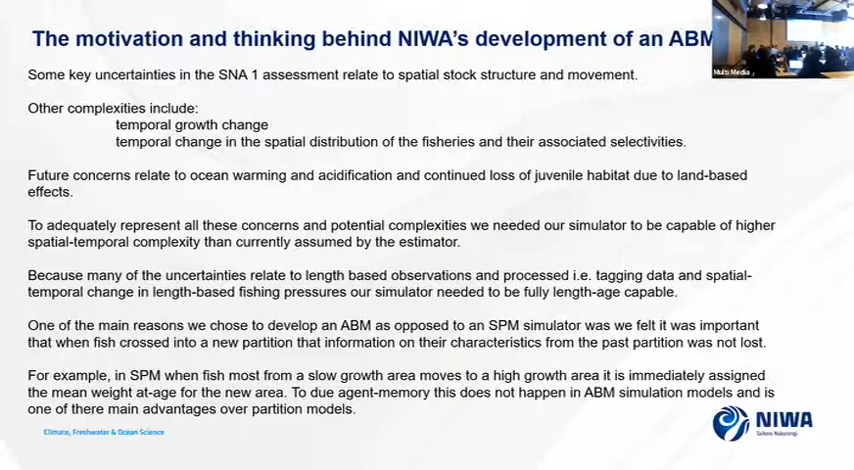 The motivation and thinking behind NIWA's development of an ABM
Multi Media
Some key uncertainties in the SNA 1 assessment relate to spatial stock structure and movement.
Other complexities include:
temporal growth change
temporal change in the spatial distribution of the fisheries and their associated selectivities.
Future concerns relate to ocean warming and acidification and continued loss of juvenile habitat due to land-based
effects.
To adequately represent all these concerns and potential complexities we needed our simulator to be capable of higher
spatial-temporal complexity than currently assumed by the estimator.
Because many of the uncertainties relate to length based observations and processed i.e. tagging data and spatial-
temporal change in length-based fishing pressures our simulator needed to be fully length-age capable.
One of the main reasons we chose to develop an ABM as opposed to an SPM simulator was we felt it was important
that when fish crossed into a new partition that information on their characteristics from the past partition was not lost.
For example, in SPM when fish most from a slow growth area moves to a high growth area it is immediately assigned
the mean weight at-age for the new area. To due agent-memory this does not happen in ABM simulation models and is
one of there main advantages over partition models.
Climate, Freshwater & Ocean Science
NIWA
Taihoro Nukurangi